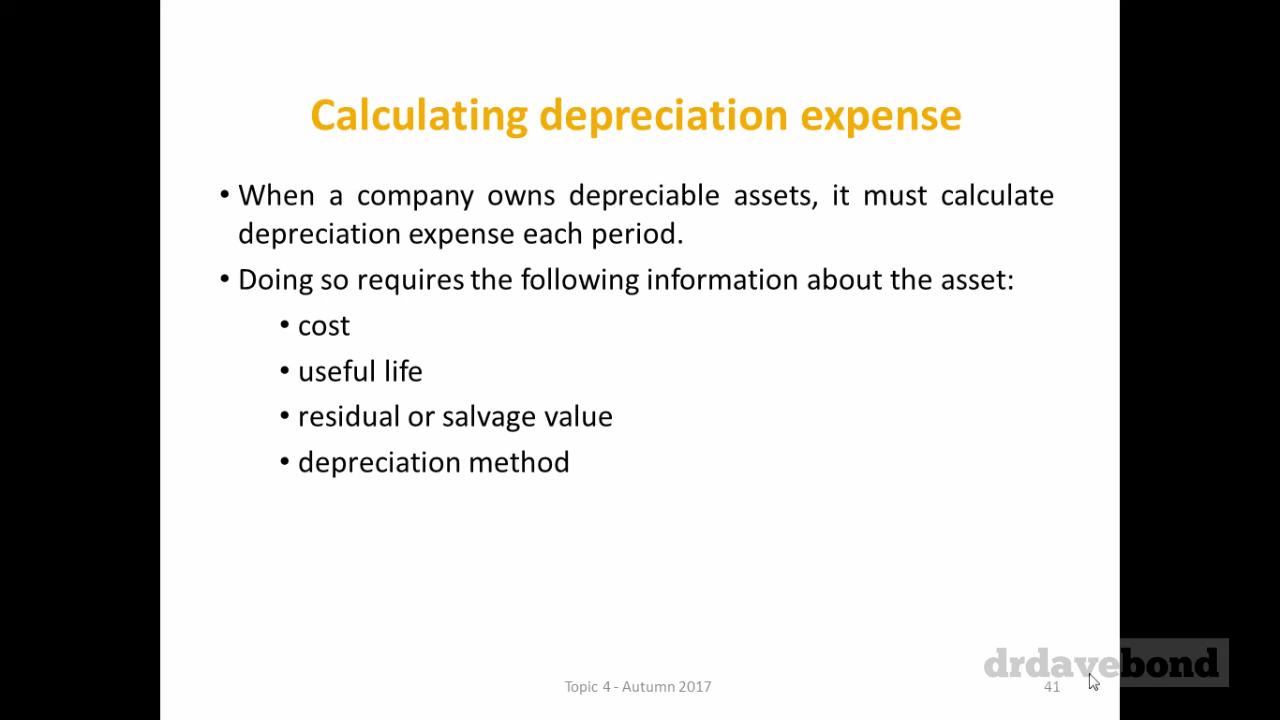 Calculating depreciation expense
• When a company owns depreciable assets, it must calculate
depreciation expense each period.
• Doing so requires the following information about the asset:
• cost
• useful life
• residual or salvage value
• depreciation method
drdavebond
Topic 4 - Autumn 2017
41